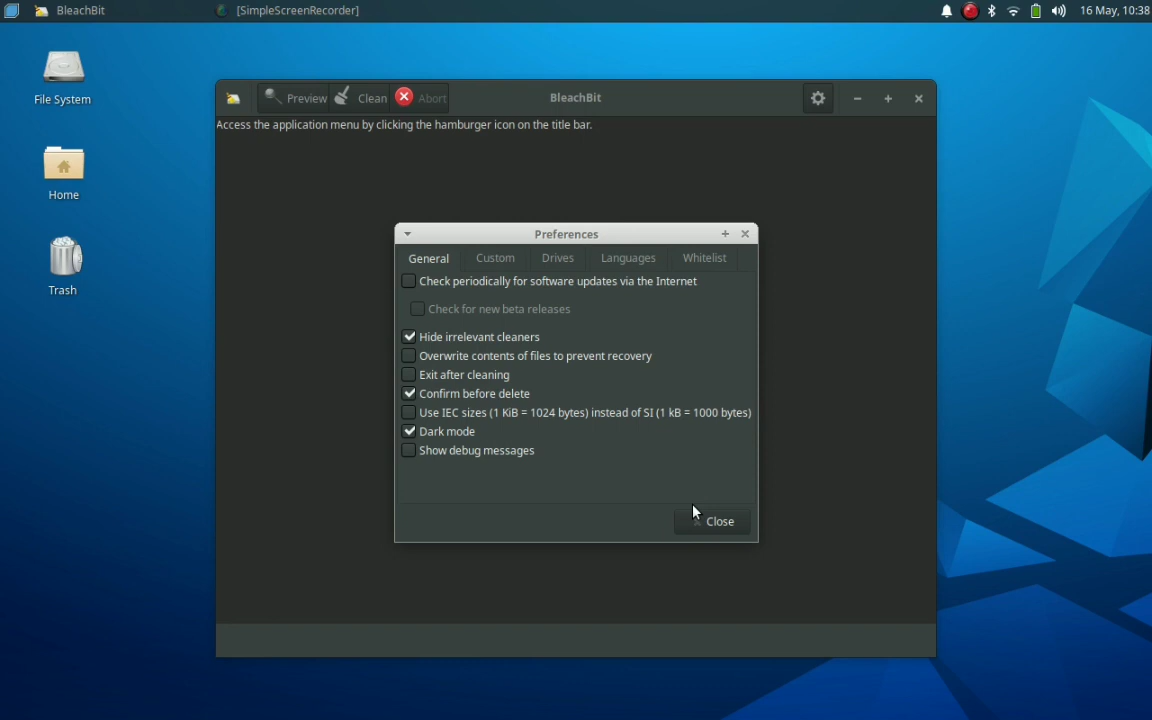 BleachBit
[SimpleScreenRecorder]
16 May, 10:38
File System
Home
Trash
Preview
Clean
Abort
BleachBit
Access the application menu by clicking the hamburger icon on the title bar.
Preferences
General
Custom
Drives
Languages
Whitelist
Check periodically for software updates via the Internet
Check for new beta releases
Hide irrelevant cleaners
Overwrite contents of files to prevent recovery
Exit after cleaning
Confirm before delete
Use IEC sizes (1 KiB = 1024 bytes) instead of SI (1 kB = 1000 bytes)
Dark mode
Show debug messages
Close